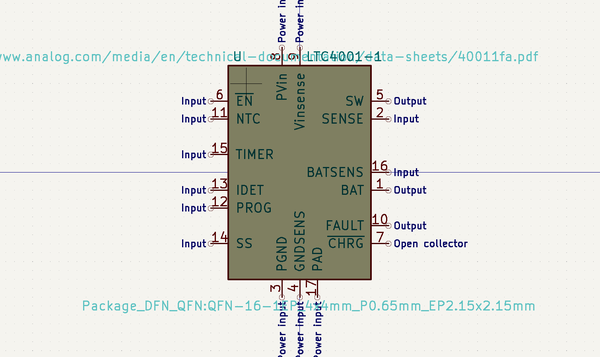 Power in Power in
www.analog.com/media/en/technical-documentation/data-sheets/40011fa.pdf
U LTC4001-1
8 9
PVin Vinsense
Input 6 EN SW 5 Output
Input 11 NTC SENSE 2 Input
Input 15 TIMER
BATSENS 16 Input
Input 13 IDET BAT 1 Output
Input 12 PROG
FAULT 10 Output
Input 14 SS CHRG 7 Open collector
PGND GNDSENS PAD
3 4 17
Package_DFN_QFN:QFN-16-1EP_4x4mm_P0.65mm_EP2.15x2.15mm
Power input Power input Power input